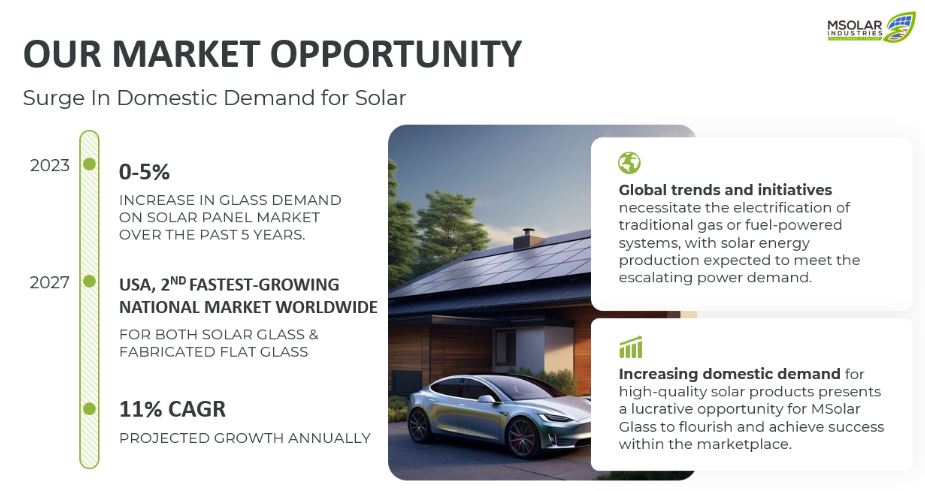 MSOLAR
INDUSTRIES
OUR MARKET OPPORTUNITY
Surge In Domestic Demand for Solar
2023
0-5%
INCREASE IN GLASS DEMAND
ON SOLAR PANEL MARKET
OVER THE PAST 5 YEARS.
2027
USA, 2ND FASTEST-GROWING
NATIONAL MARKET WORLDWIDE
FOR BOTH SOLAR GLASS &
FABRICATED FLAT GLASS
11% CAGR
PROJECTED GROWTH ANNUALLY
Global trends and initiatives
necessitate the electrification of
traditional gas or fuel-powered
systems, with solar energy
production expected to meet the
escalating power demand.
Increasing domestic demand for
high-quality solar products presents
a lucrative opportunity for MSolar
Glass to flourish and achieve success
within the marketplace.